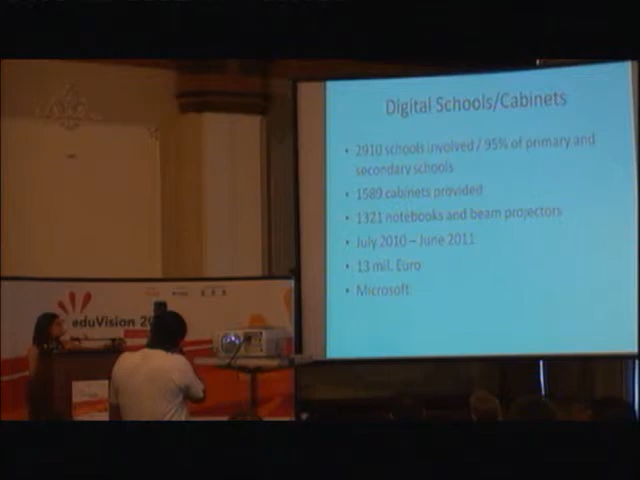 Digital Schools/Cabinets
• 2910 schools involved / 95% of primary and
secondary schools
• 1589 cabinets provided
• 1321 notebooks and beam projectors
• July 2010 – June 2011
• 13 mil. Euro
• Microsoft
eduVision 20